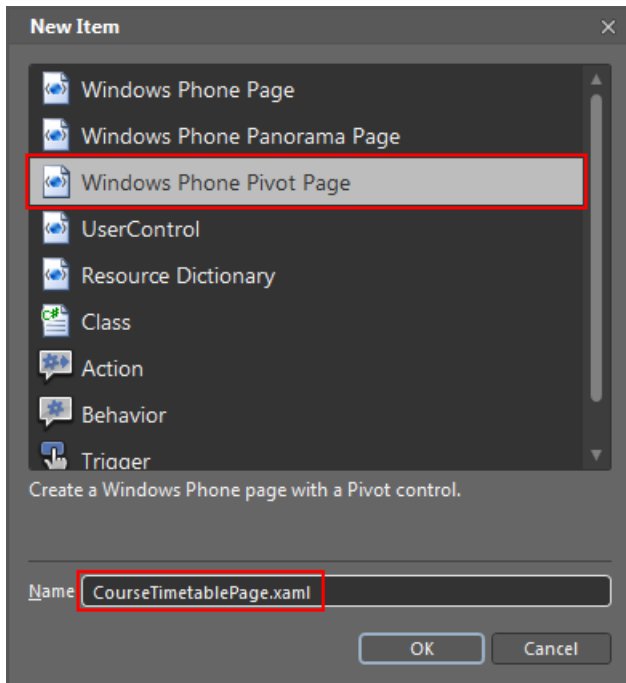 New Item
Windows Phone Page
Windows Phone Panorama Page
Windows Phone Pivot Page
UserControl
Resource Dictionary
C#
Class
Action
Behavior
Trigger
Create a Windows Phone page with a Pivot control.
Name CourseTimetablePage.xaml
OK Cancel